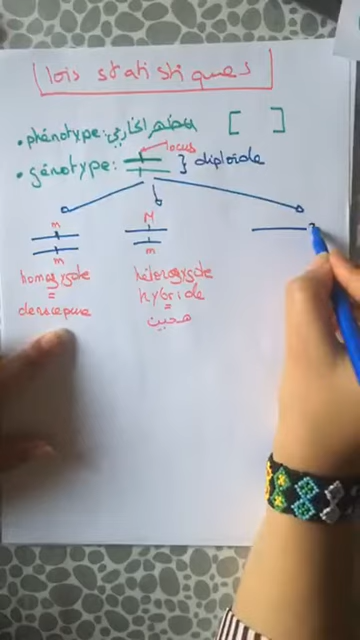 lois statistiques
• phénotype: المظهر الخارجي [ ]
locus
• génotype: } diploïde
m M
m m
homozygote hétérozygote
= hybride
de race pure =
هجين